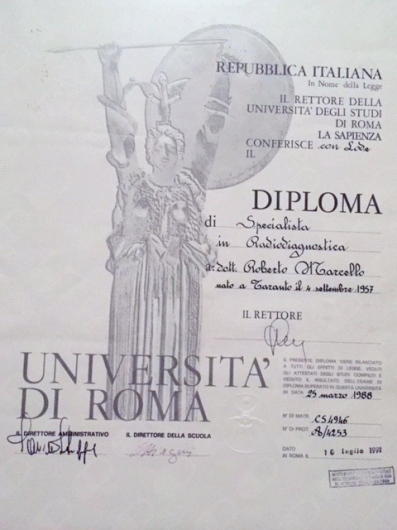 REPUBBLICA ITALIANA
In Nome della Legge
IL RETTORE DELLA
UNIVERSITA' DEGLI STUDI
DI ROMA
LA SAPIENZA
CONFERISCE con Lode
IL
DIPLOMA
di Specialista
in Radiodiagnostica
a: dott. Roberto Marcello
nato a Taranto il 4 settembre 1957
IL RETTORE
UNIVERSITA'
DI ROMA
IL PRESENTE DIPLOMA VIENE RILASCIATO
A TUTTI GLI EFFETTI DI LEGGE, VEDUTI
GLI ATTESTATI DEGLI STUDI COMPIUTI E
VEDUTO IL RISULTATO DELL'ESAME DI
DIPLOMA SUPERATO IN QUESTA UNIVERSITÀ
IN DATA 25 marzo 1988
IL DIRETTORE AMMINISTRATIVO
IL DIRETTORE DELLA SCUOLA
N° DI MATR. CS4946
N° DI PROT. A/4253
DATO
IN ROMA IL 16 luglio